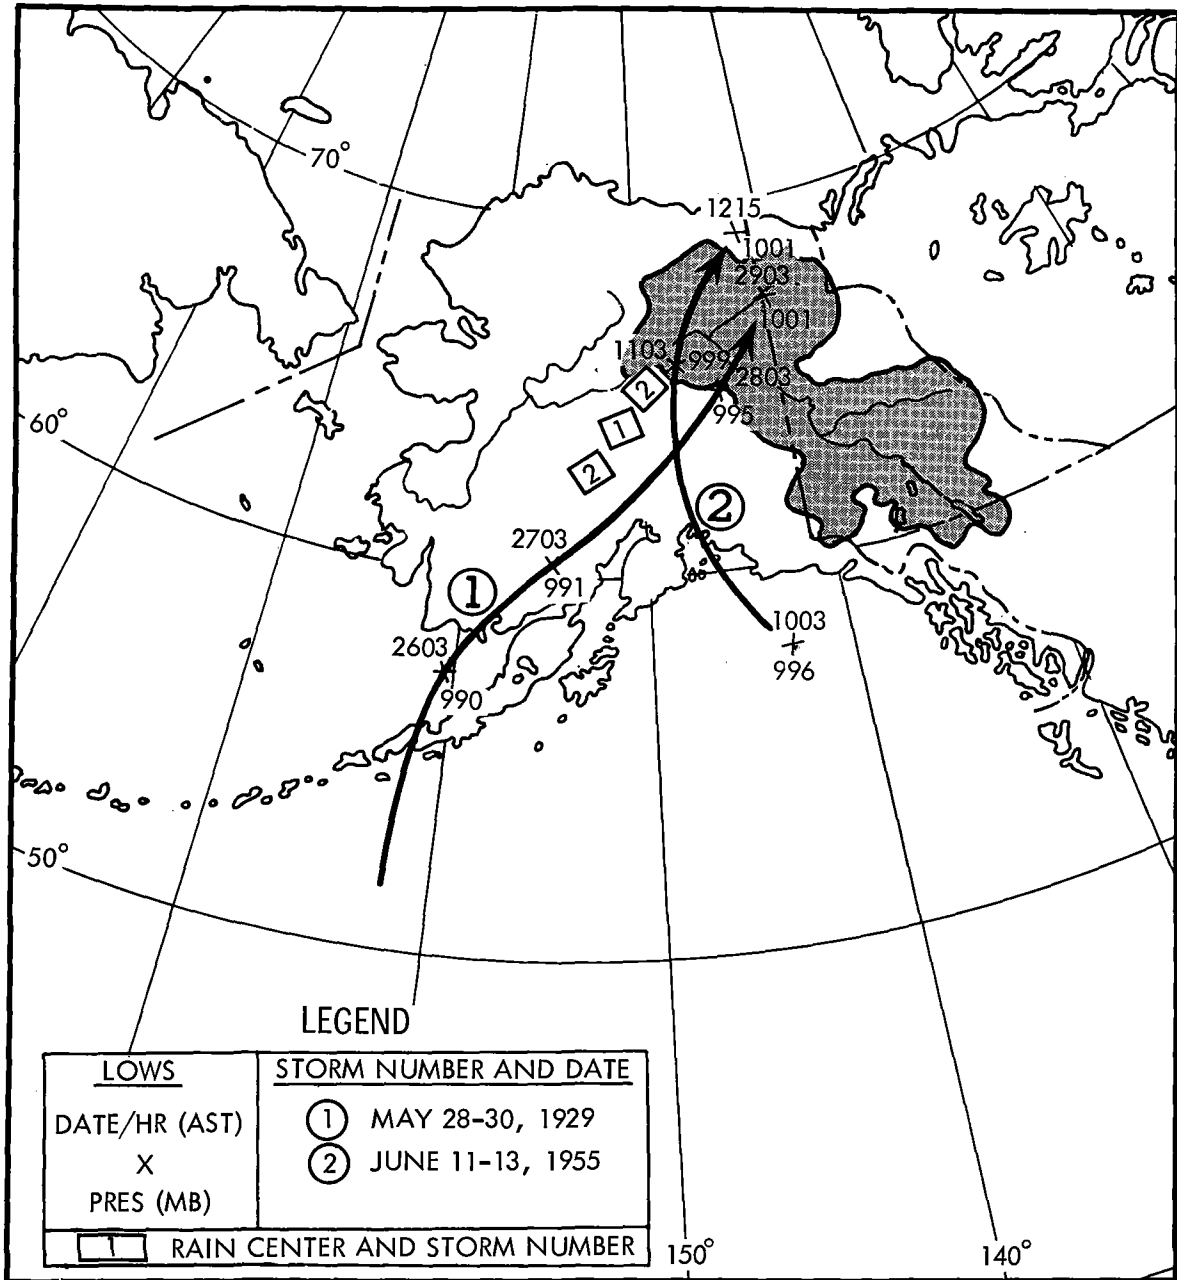 70°
1215
1001
2903
1001
1103
999
2803
995
2
1
2
60°
2
2703
991
1
2603
990
1003
996
50°
LEGEND
LOWS
DATE/HR (AST)
X
PRES (MB)
STORM NUMBER AND DATE
1 MAY 28-30, 1929
2 JUNE 11-13, 1955
1 RAIN CENTER AND STORM NUMBER
150°
140°